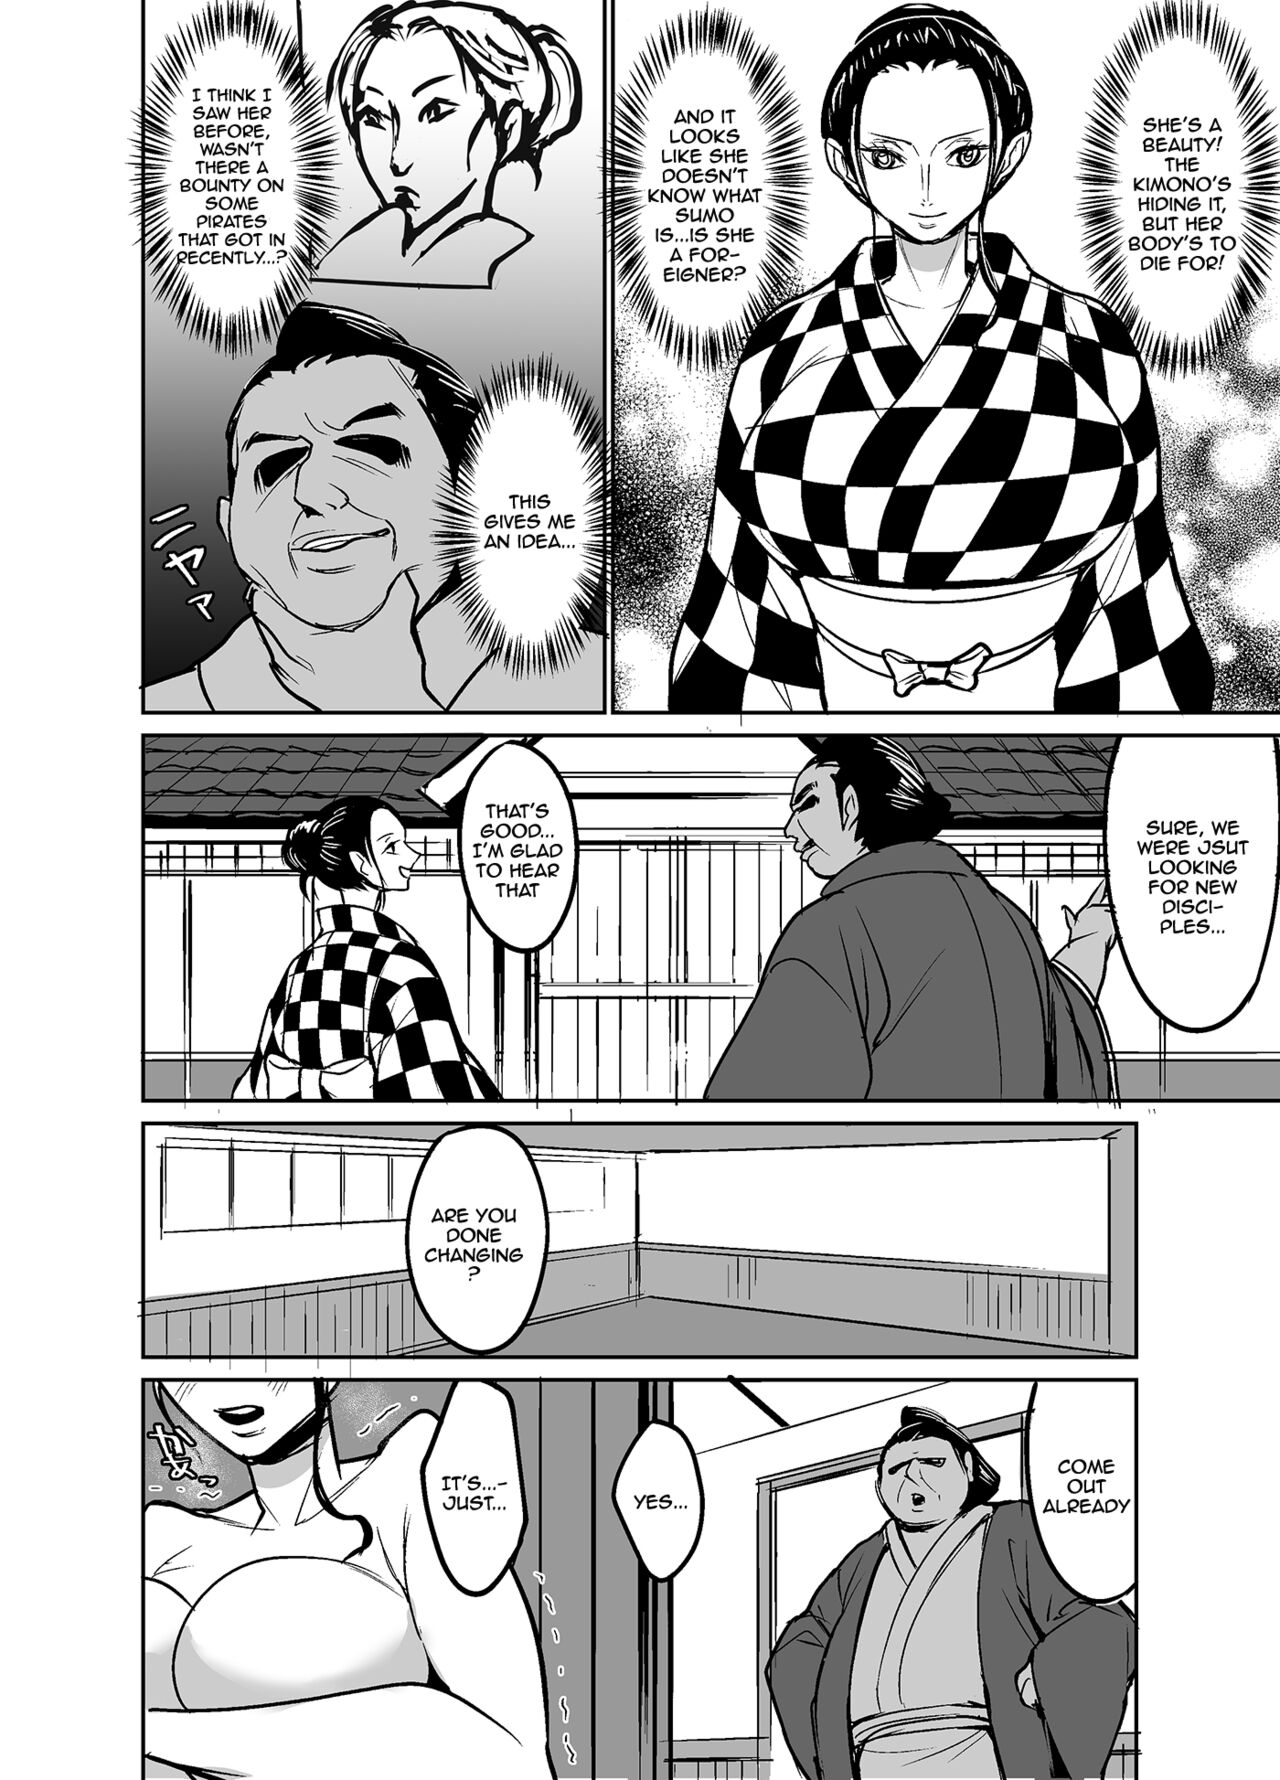 SHE'S A
BEAUTY!
THE
KIMONO'S
HIDING IT,
BUT HER
BODY'S TO
DIE FOR!
AND IT
LOOKS
LIKE SHE
DOESN'T
KNOW WHAT
SUMO
IS...IS SHE
A FOR-
EIGNER?
I THINK I
SAW HER
BEFORE,
WASN'T
THERE A
BOUNTY ON
SOME
PIRATES
THAT GOT IN
RECENTLY...?
THIS
GIVES ME
AN IDEA...
ニヤァ
SURE, WE
WERE JSUT
LOOKING
FOR NEW
DISCI-
PLES...
THAT'S
GOOD...
I'M GLAD
TO HEAR
THAT
ARE YOU
DONE
CHANGING
?
COME
OUT
ALREADY
YES...
IT'S...-
JUST...
かぁっ